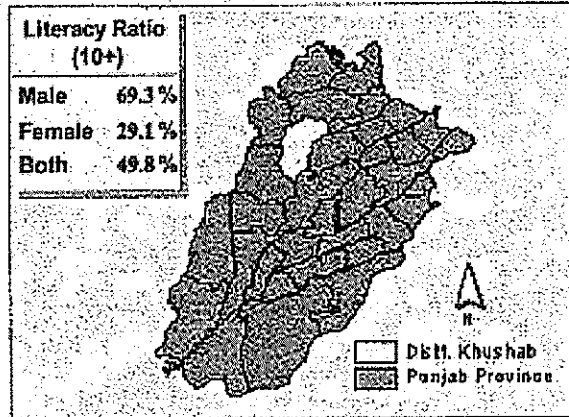 Literacy Ratio
(10+)
Male 69.3%
Female 29.1%
Both 49.8%
N
Distt. Khushab
Punjab Province